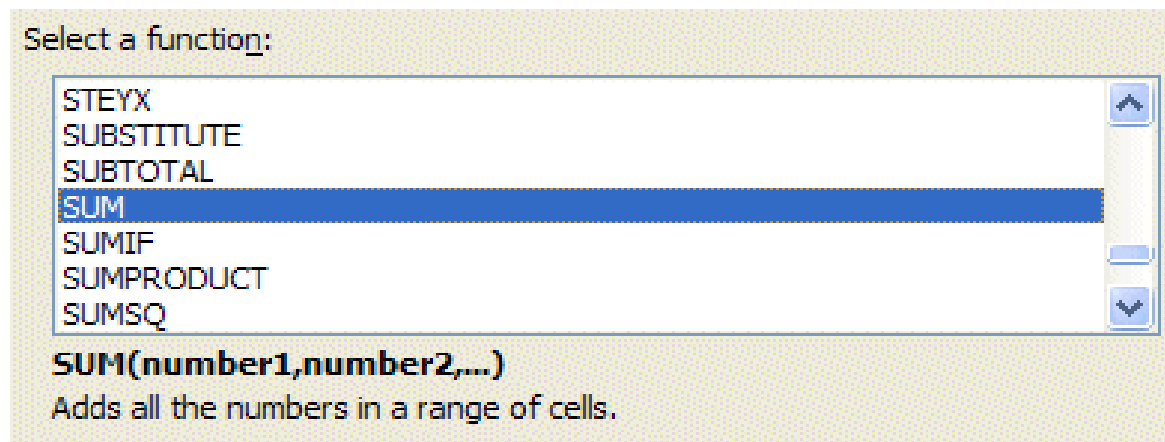 Select a function:
STEYX
SUBSTITUTE
SUBTOTAL
SUM
SUMIF
SUMPRODUCT
SUMSQ
SUM(number1,number2,...)
Adds all the numbers in a range of cells.